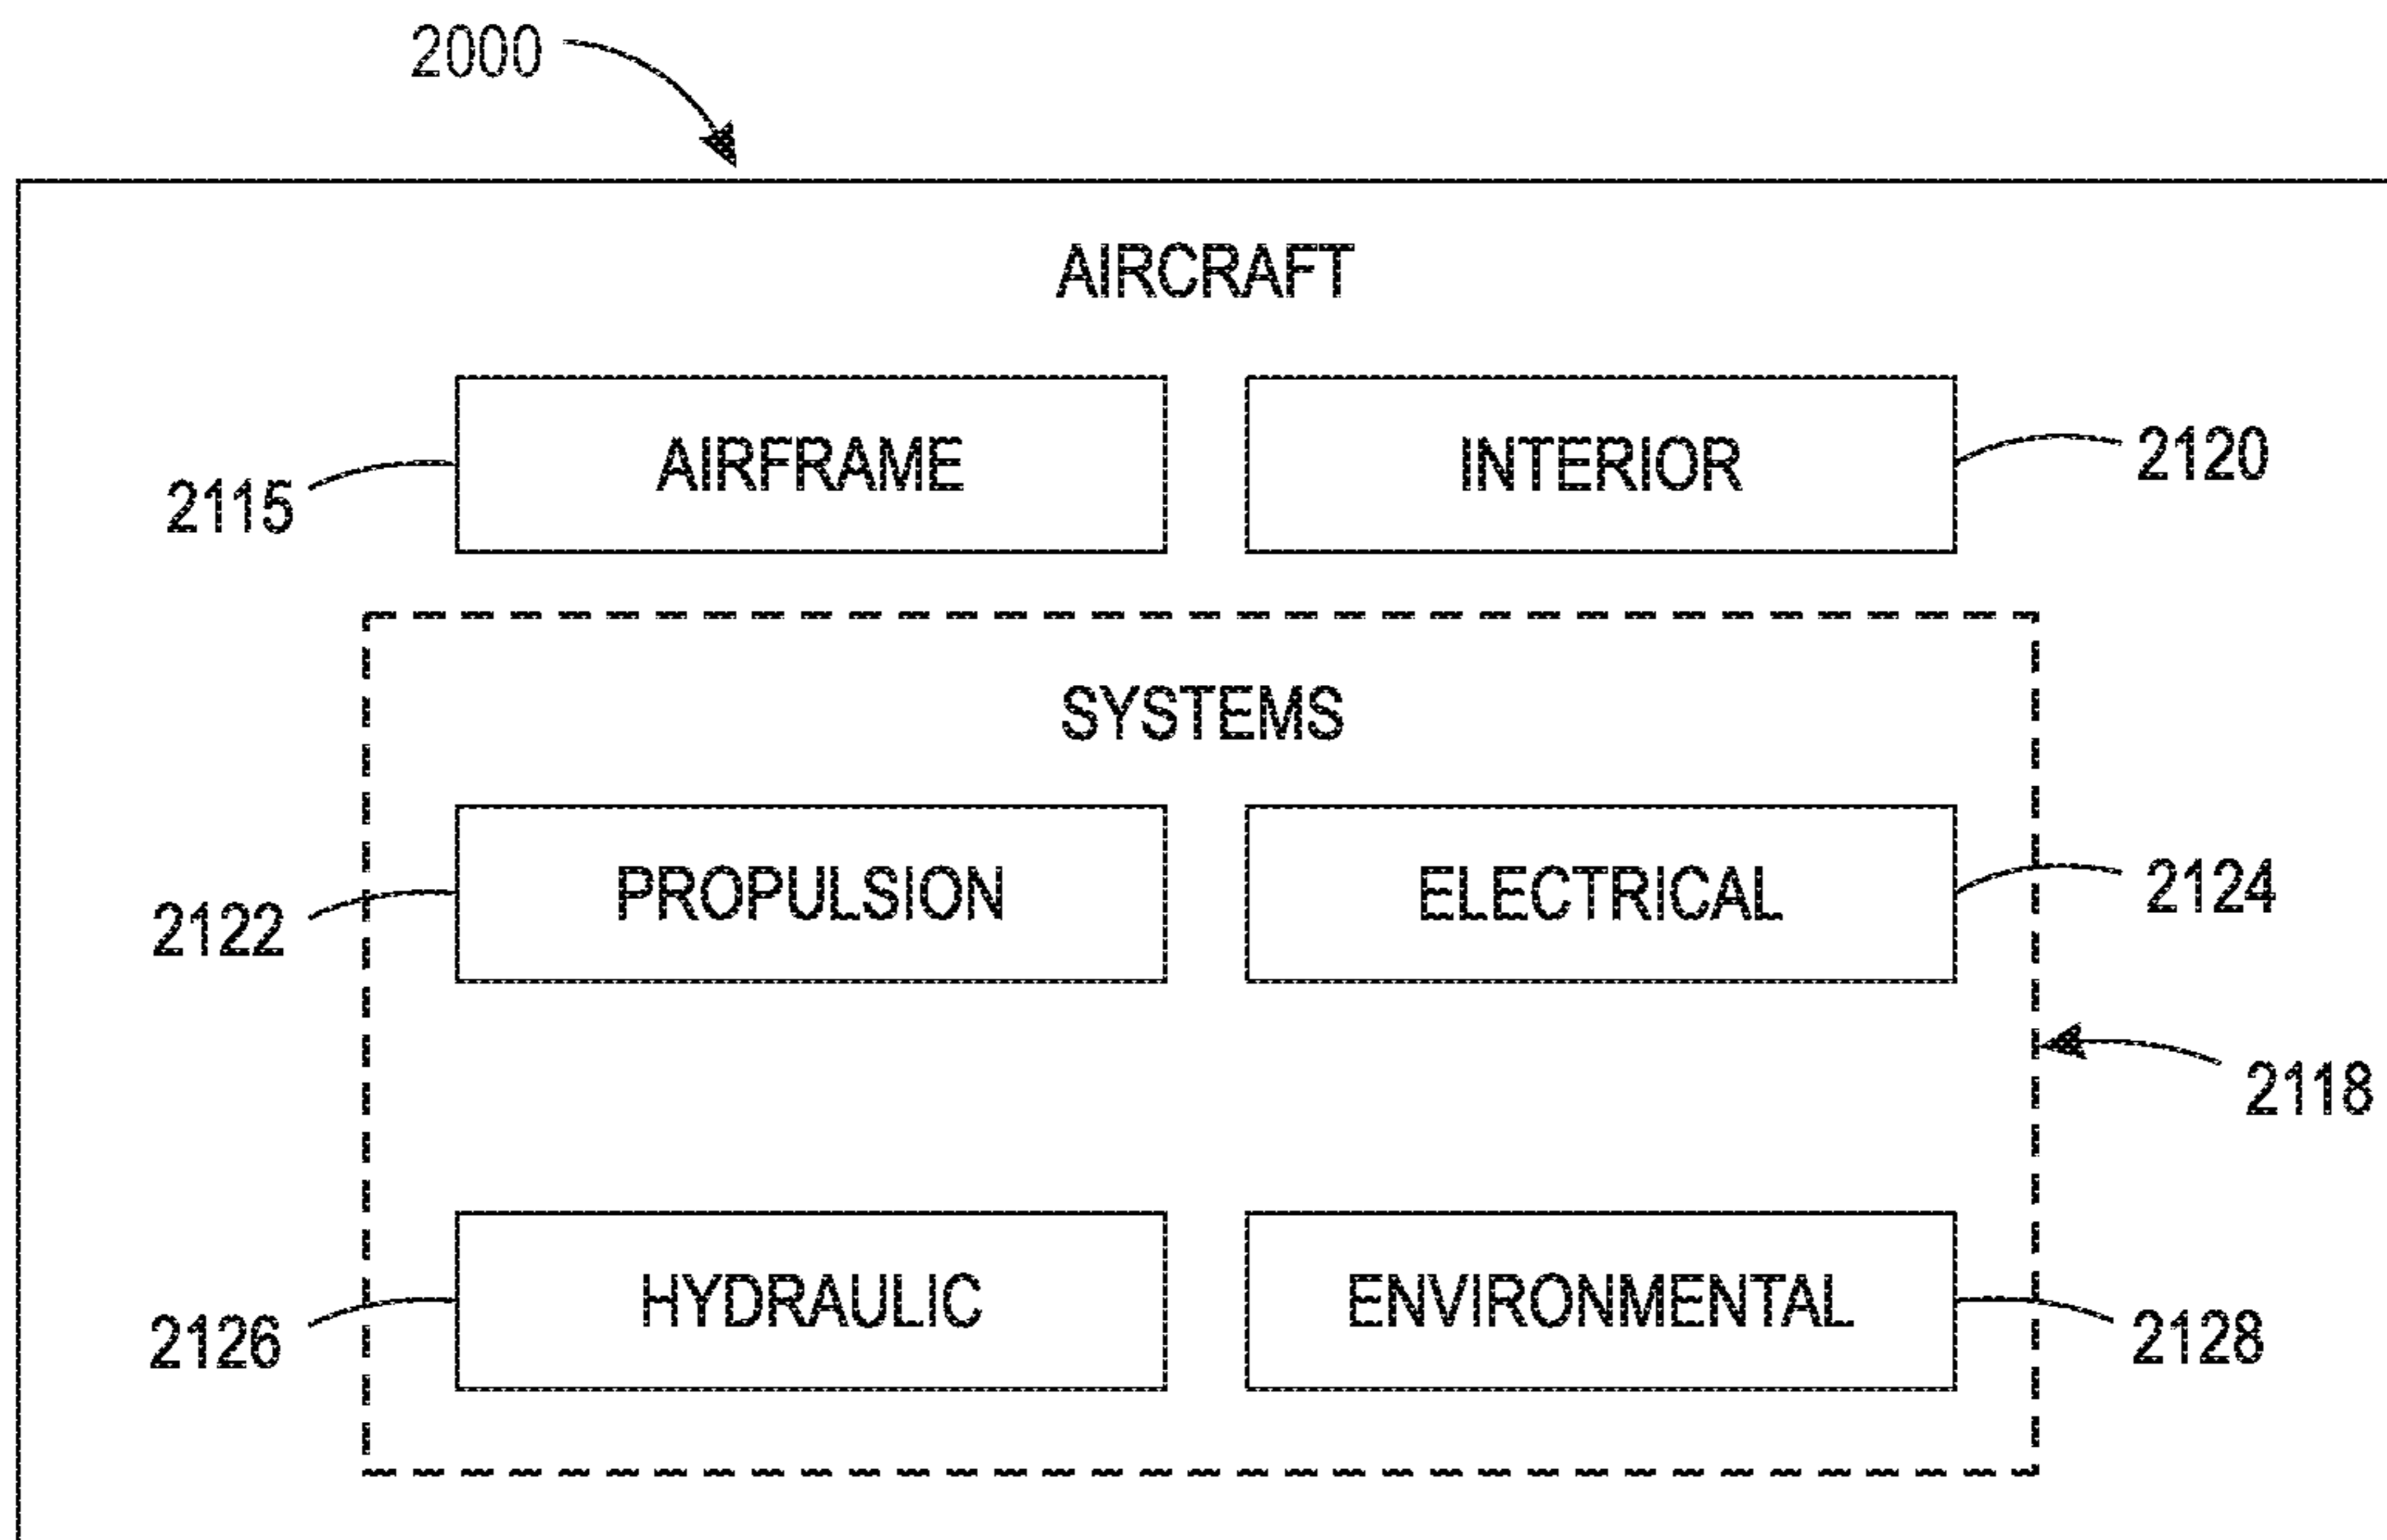 2000
AIRCRAFT
AIRFRAME
INTERIOR
2115
2120
SYSTEMS
PROPULSION
ELECTRICAL
2122
2124
2118
HYDRAULIC
ENVIRONMENTAL
2126
2128